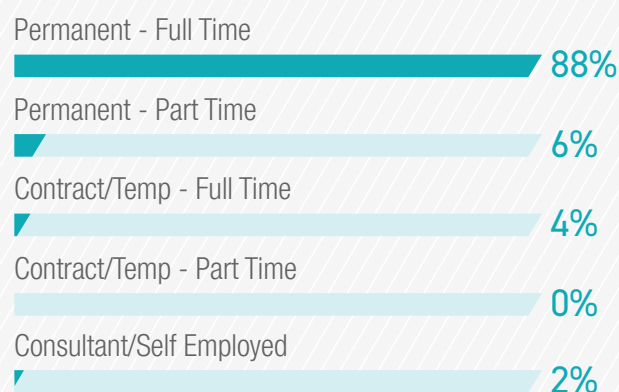 Permanent - Full Time
88%
Permanent - Part Time
6%
Contract/Temp - Full Time
4%
Contract/Temp - Part Time
0%
Consultant/Self Employed
2%